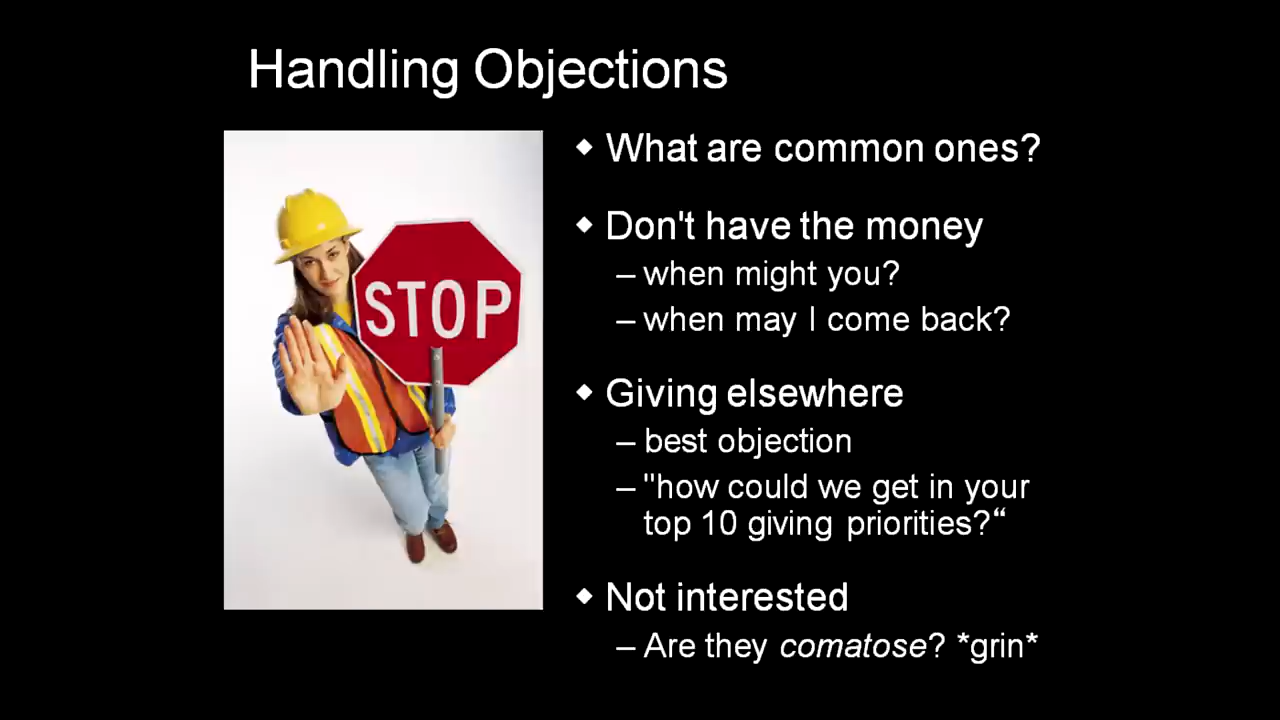 Handling Objections
STOP
◆ What are common ones?
◆ Don't have the money
– when might you?
– when may I come back?
◆ Giving elsewhere
– best objection
– "how could we get in your
top 10 giving priorities?“
◆ Not interested
– Are they comatose? *grin*